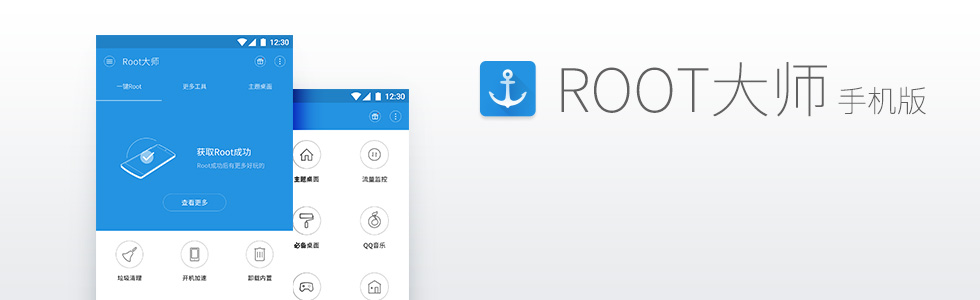 12:30
Root大师
一键Root
更多工具
主题桌面
获取Root成功
Root成功后有更多好玩的
查看更多
垃圾清理
开机加速
卸载内置
12:30
主题桌面
流量监控
必备桌面
QQ音乐
ROOT大师 手机版